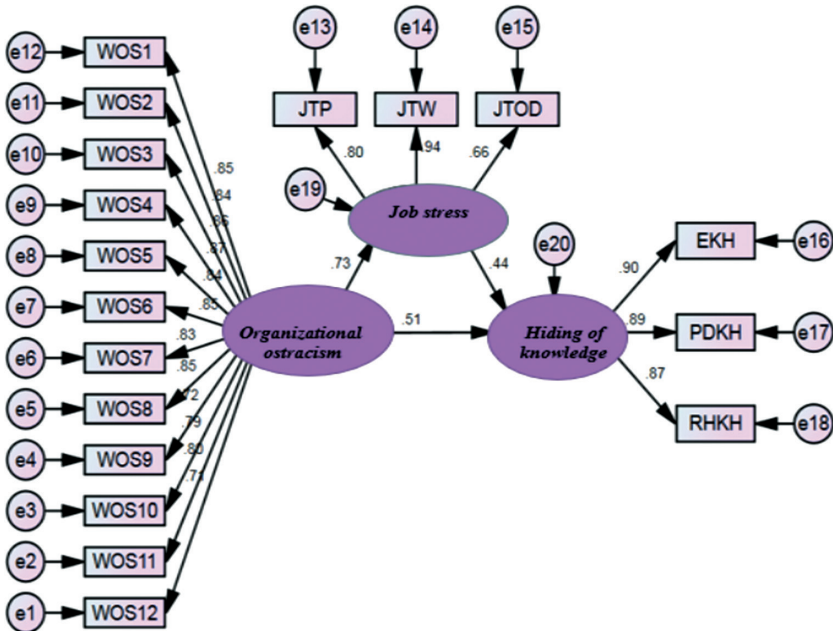 e12 WOS1
e11 WOS2
e10 WOS3
e9 WOS4
e8 WOS5
e7 WOS6
e6 WOS7
e5 WOS8
e4 WOS9
e3 WOS10
e2 WOS11
e1 WOS12
.85
.84
.86
.87
.84
.85
.83
.85
.72
.79
.80
.71
Organizational
ostracism
.73
.51
e13 e14 e15
JTP JTW JTOD
.80 .94 .66
e19
Job stress
.44
e20
Hiding of
knowledge
.90
.89
.87
EKH e16
PDKH e17
RHKH e18